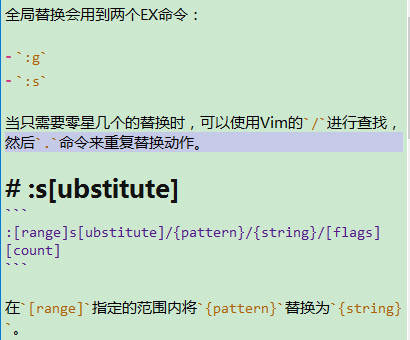 全局替换会用到两个EX命令：
- `:g`
- `:s`
当只需要零星几个的替换时，可以使用Vim的`/`进行查找，
然后`.`命令来重复替换动作。
# :s[ubstitute]
```
:[range]s[ubstitute]/{pattern}/{string}/[flags]
[count]
```
在`[range]`指定的范围内将`{pattern}`替换为`{string}
`。